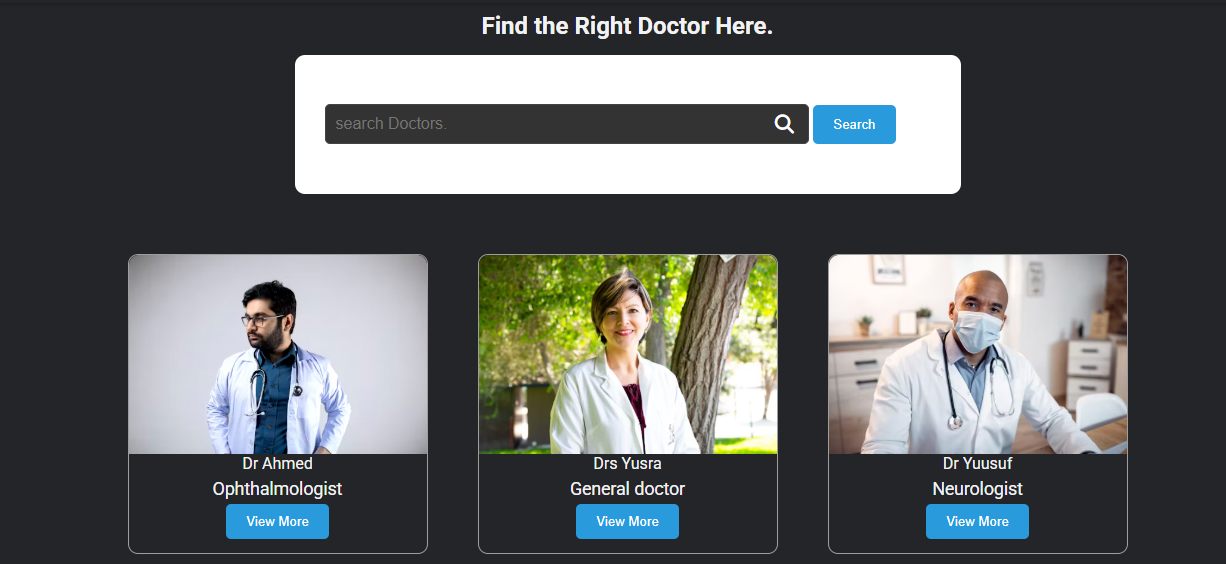 Find the Right Doctor Here.
search Doctors.
Search
Dr Ahmed
Ophthalmologist
View More
Drs Yusra
General doctor
View More
Dr Yuusuf
Neurologist
View More